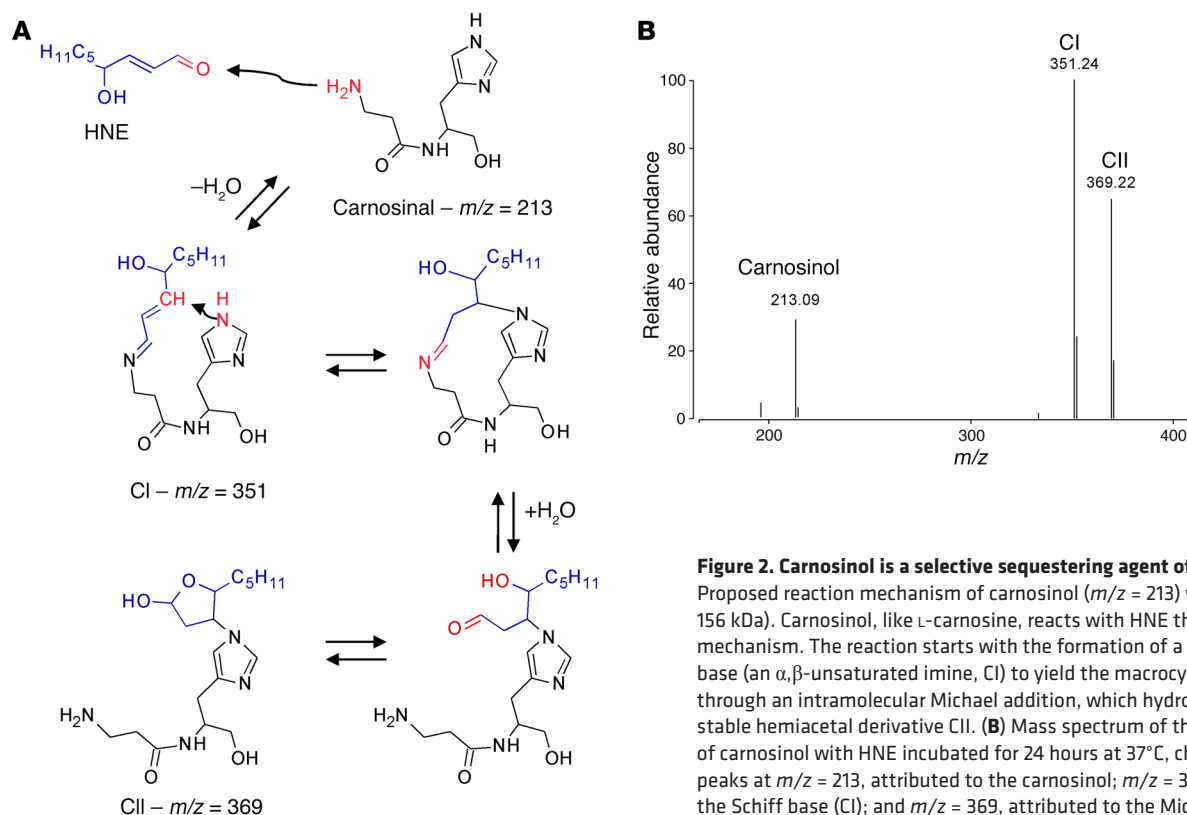 A
H₁₁C₅
O
OH
HNE
H₂N
H
N
N
O
NH
OH
–H₂O
Carnosinal – m/z = 213
HO
C₅H₁₁
CH
H
N
N
N
O
NH
OH
CI – m/z = 351
HO
C₅H₁₁
N
N
N
O
N
H
OH
+H₂O
HO
C₅H₁₁
O
N
N
H₂N
NH
O
OH
O
C₅H₁₁
HO
N
N
H₂N
NH
O
OH
CII – m/z = 369
B
CI
351.24
CII
369.22
Carnosinol
213.09
Relative abundance
100
80
60
40
20
0
200
300
400
m/z
Figure 2. Carnosinol is a selective sequestering agent of
Proposed reaction mechanism of carnosinol (m/z = 213) w
156 kDa). Carnosinol, like L-carnosine, reacts with HNE th
mechanism. The reaction starts with the formation of a
base (an α,β-unsaturated imine, CI) to yield the macrocy
through an intramolecular Michael addition, which hydro
stable hemiacetal derivative CII. (B) Mass spectrum of th
of carnosinol with HNE incubated for 24 hours at 37°C, c
peaks at m/z = 213, attributed to the carnosinol; m/z = 3
the Schiff base (CI); and m/z = 369, attributed to the Mic